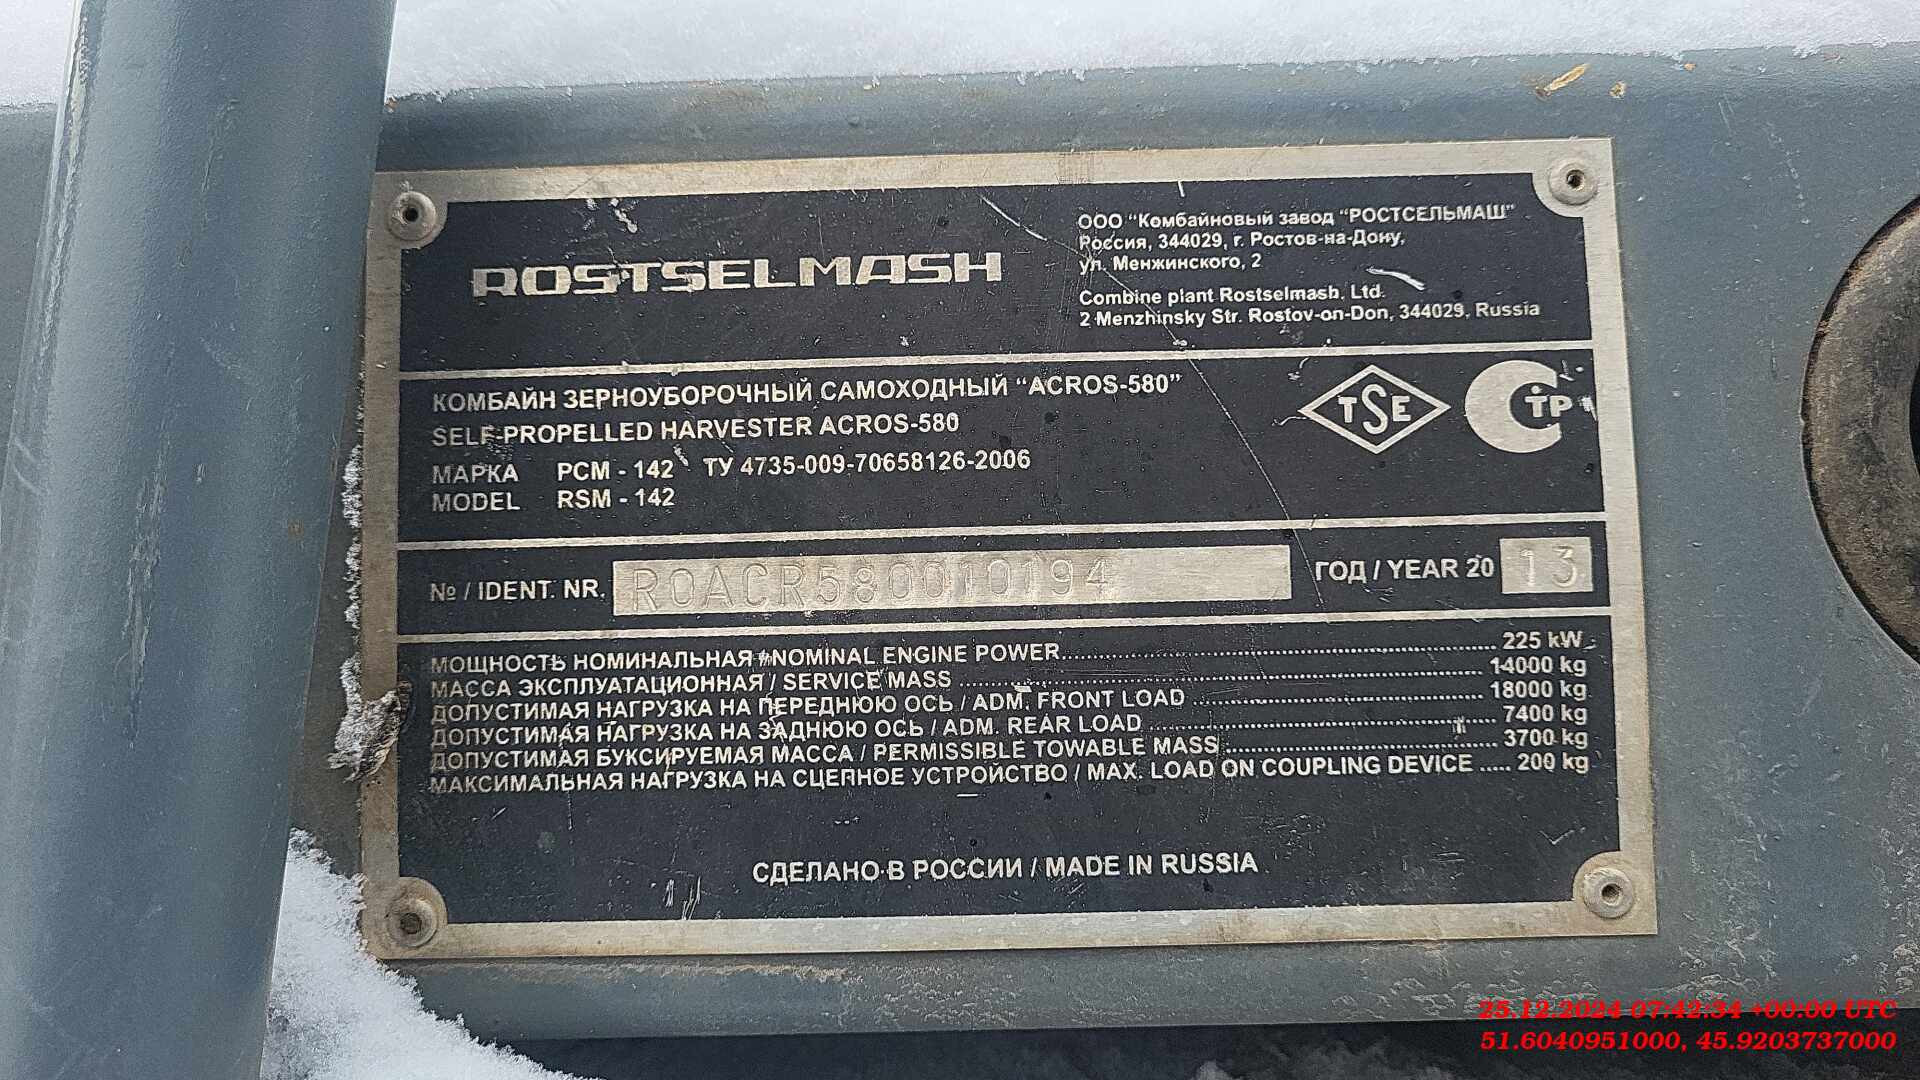 ROSTSELMASH
ООО "Комбайновый завод "РОСТСЕЛЬМАШ"
Россия, 344029, г. Ростов-на-Дону,
ул. Менжинского, 2
Combine plant Rostselmash, Ltd.
2 Menzhinsky Str. Rostov-on-Don, 344029, Russia
КОМБАЙН ЗЕРНОУБОРОЧНЫЙ САМОХОДНЫЙ "ACROS-580"
SELF-PROPELLED HARVESTER ACROS-580
МАРКА РСМ - 142 ТУ 4735-009-70658126-2006
MODEL RSM - 142
TSE
СТР
№ / IDENT. NR. R0ACR580010194 ГОД / YEAR 20 13
МОЩНОСТЬ НОМИНАЛЬНАЯ / NOMINAL ENGINE POWER 225 kW
МАССА ЭКСПЛУАТАЦИОННАЯ / SERVICE MASS 14000 kg
ДОПУСТИМАЯ НАГРУЗКА НА ПЕРЕДНЮЮ ОСЬ / ADM. FRONT LOAD 18000 kg
ДОПУСТИМАЯ НАГРУЗКА НА ЗАДНЮЮ ОСЬ / ADM. REAR LOAD 7400 kg
ДОПУСТИМАЯ БУКСИРУЕМАЯ МАССА / PERMISSIBLE TOWABLE MASS 3700 kg
МАКСИМАЛЬНАЯ НАГРУЗКА НА СЦЕПНОЕ УСТРОЙСТВО / MAX. LOAD ON COUPLING DEVICE ..... 200 kg
СДЕЛАНО В РОССИИ / MADE IN RUSSIA
25.12.2024 07:42:34 +00:00 UTC
51.6040951000, 45.9203737000